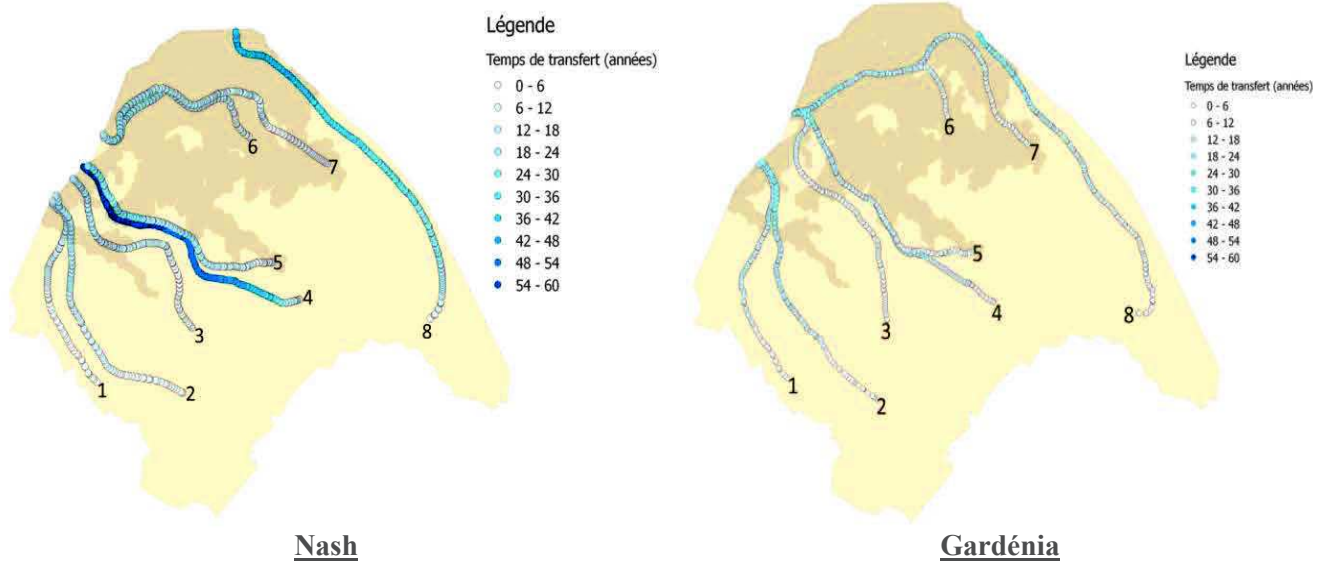 Légende
Temps de transfert (années)
0 - 6
6 - 12
12 - 18
18 - 24
24 - 30
30 - 36
36 - 42
42 - 48
48 - 54
54 - 60
6
7
5
4
3
8
1
2
Nash
Légende
Temps de transfert (années)
0 - 6
6 - 12
12 - 18
18 - 24
24 - 30
30 - 36
36 - 42
42 - 48
48 - 54
54 - 60
6
7
5
4
8
3
1
2
Gardénia